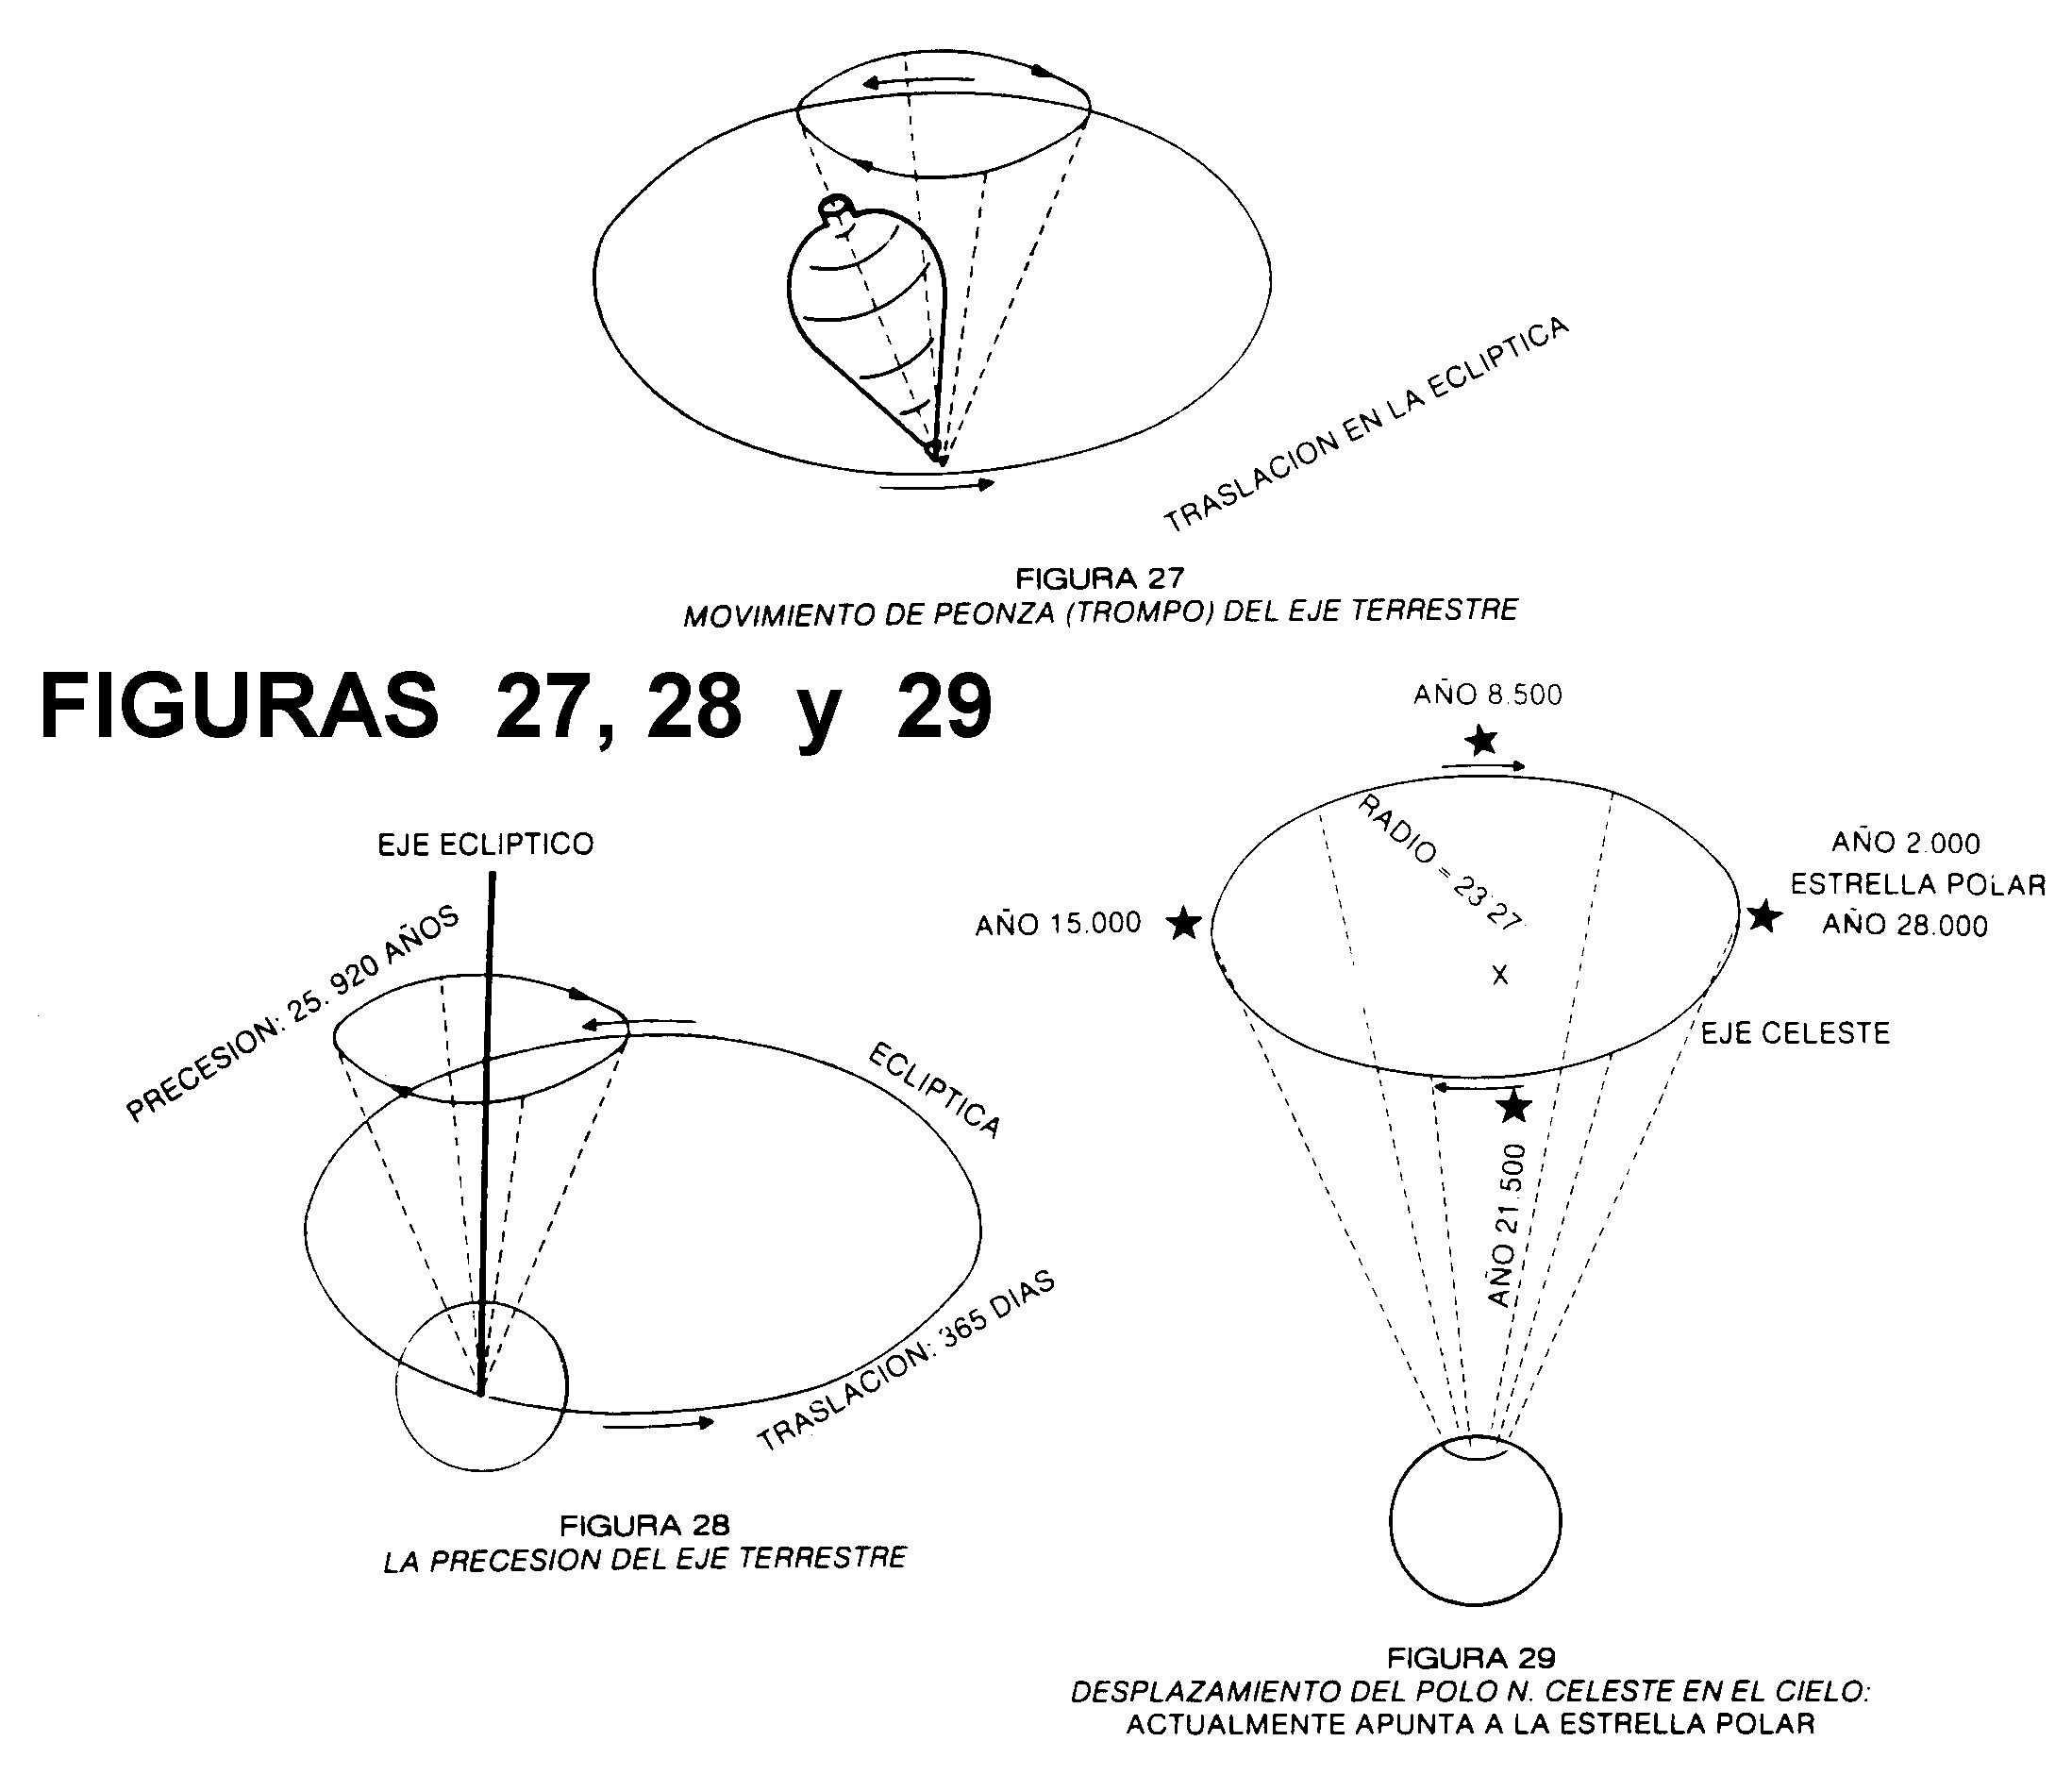 TRASLACION EN LA ECLIPTICA
FIGURA 27
MOVIMIENTO DE PEONZA (TROMPO) DEL EJE TERRESTRE
FIGURAS 27, 28 y 29
EJE ECLIPTICO
PRECESION: 25. 920 AÑOS
ECLIPTICA
TRASLACION: 365 DIAS
FIGURA 28
LA PRECESION DEL EJE TERRESTRE
AÑO 8.500
RADIO = 23°27'
AÑO 2.000
ESTRELLA POLAR
AÑO 28.000
AÑO 15.000
X
EJE CELESTE
AÑO 21.500
FIGURA 29
DESPLAZAMIENTO DEL POLO N. CELESTE EN EL CIELO:
ACTUALMENTE APUNTA A LA ESTRELLA POLAR